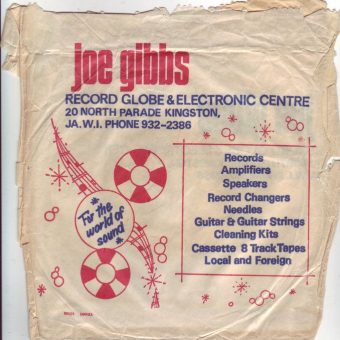 joe gibbs
RECORD GLOBE & ELECTRONIC CENTRE
20 NORTH PARADE KINGSTON,
JA. W. I. PHONE 932-2386
Records
Amplifiers
Speakers
Record Changers
Needles
Guitar & Guitar Strings
Cleaning Kits
Cassette 8 Track Tapes
Local and Foreign
For the
world of
sound